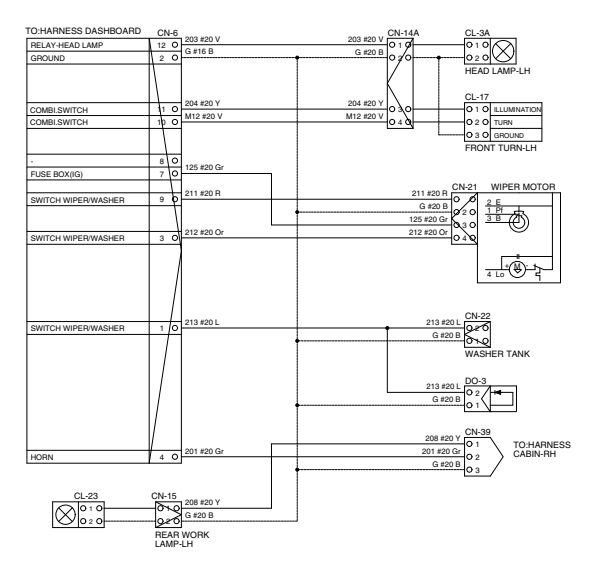 TO:HARNESS DASHBOARD CN-6
RELAY-HEAD LAMP 12 203 #20 V 203 #20 V CN-14A 1 CL-3A 1
GROUND 2 G #16 B G #20 B 2 2
HEAD LAMP-LH
COMBI.SWITCH 11 204 #20 Y 204 #20 Y 3 CL-17 1 ILLUMINATION
COMBI.SWITCH 10 M12 #20 V M12 #20 V 4 2 TURN
3 GROUND
FRONT TURN-LH
- 8
FUSE BOX(IG) 7 125 #20 Gr
SWITCH WIPER/WASHER 9 211 #20 R 211 #20 R CN-21 1 WIPER MOTOR
G #20 B 2 2 E
125 #20 Gr 3 1 Pf
3 B
SWITCH WIPER/WASHER 3 212 #20 Or 212 #20 Or 4
+ M -
4 Lo
SWITCH WIPER/WASHER 1 213 #20 L 213 #20 L CN-22 2
G #20 B 1
WASHER TANK
DO-3
213 #20 L 2
G #20 B 1
CN-39
208 #20 Y 1
HORN 4 201 #20 Gr 201 #20 Gr 2
G #20 B 3
TO:HARNESS
CABIN-RH
CL-23 CN-15
1 1 208 #20 Y
2 2 G #20 B
REAR WORK
LAMP-LH